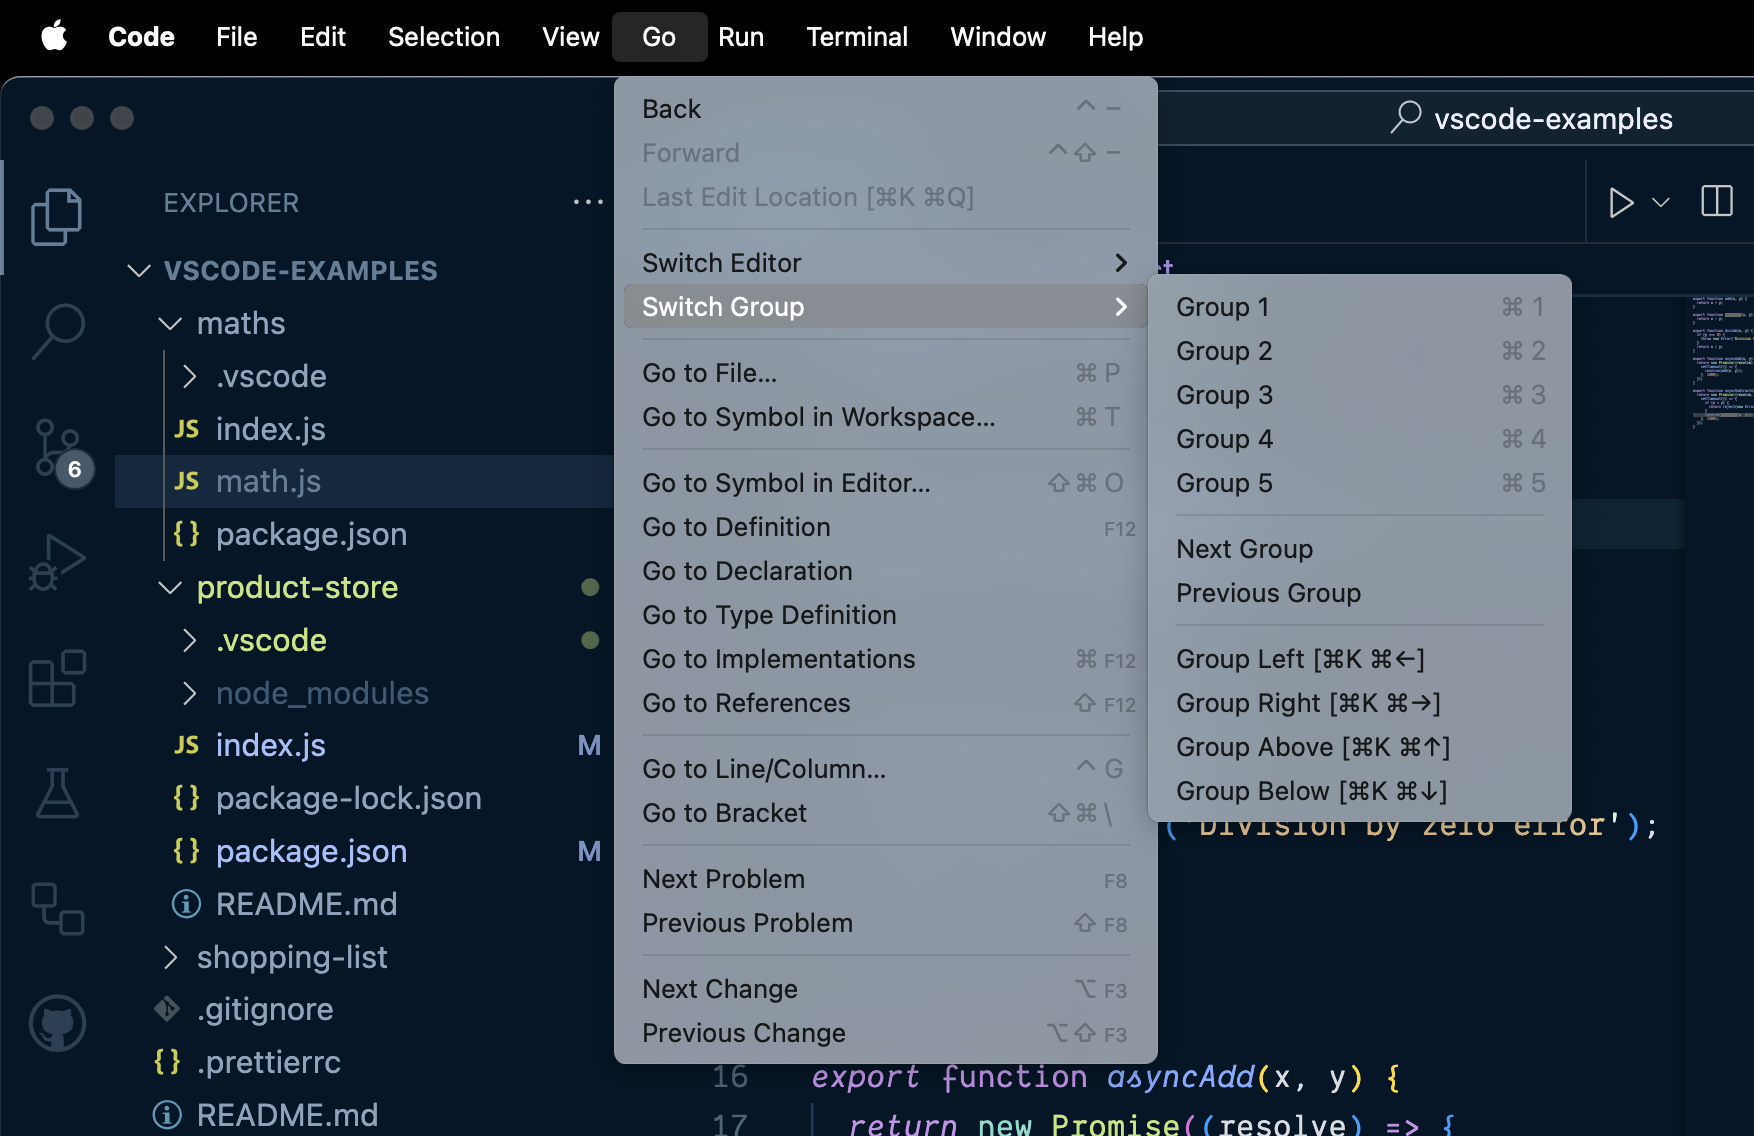 Code File Edit Selection View Go Run Terminal Window Help
vscode-examples
EXPLORER ···
VSCODE-EXAMPLES
maths
.vscode
JS index.js
JS math.js
{} package.json
product-store
.vscode
node_modules
JS index.js M
{} package-lock.json
{} package.json M
README.md
shopping-list
.gitignore
{} .prettierrc
README.md
6
Back ^ –
Forward ^ ⇧ –
Last Edit Location [⌘K ⌘Q]
Switch Editor
Switch Group
Go to File... ⌘ P
Go to Symbol in Workspace... ⌘ T
Go to Symbol in Editor... ⇧ ⌘ O
Go to Definition F12
Go to Declaration
Go to Type Definition
Go to Implementations ⌘ F12
Go to References ⇧ F12
Go to Line/Column... ^ G
Go to Bracket ⇧ ⌘ \
Next Problem F8
Previous Problem ⇧ F8
Next Change ⌥ F3
Previous Change ⌥ ⇧ F3
Group 1 ⌘ 1
Group 2 ⌘ 2
Group 3 ⌘ 3
Group 4 ⌘ 4
Group 5 ⌘ 5
Next Group
Previous Group
Group Left [⌘K ⌘←]
Group Right [⌘K ⌘→]
Group Above [⌘K ⌘↑]
Group Below [⌘K ⌘↓]
('Division by zero error');
16 export function asyncAdd(x, y) {
17 return new Promise((resolve) => {